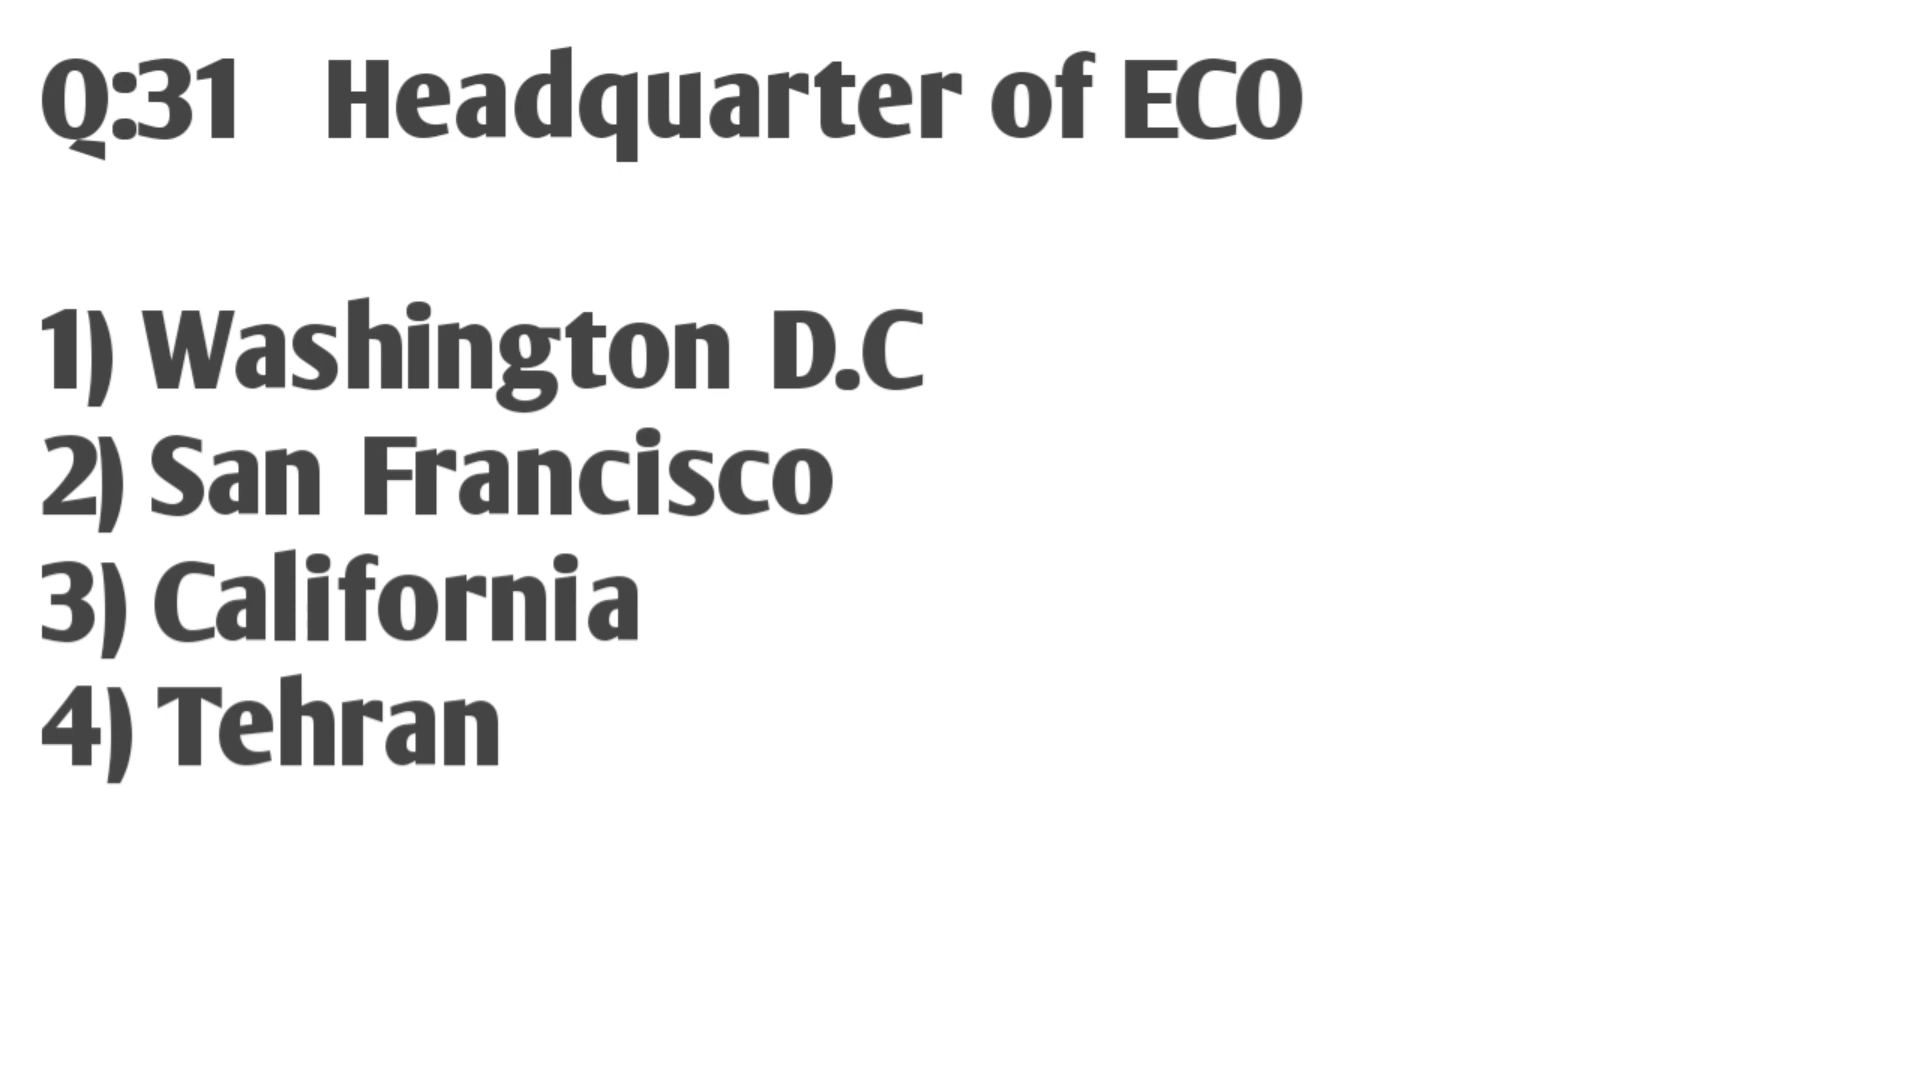 Q:31 Headquarter of ECO
1) Washington D.C
2) San Francisco
3) California
4) Tehran